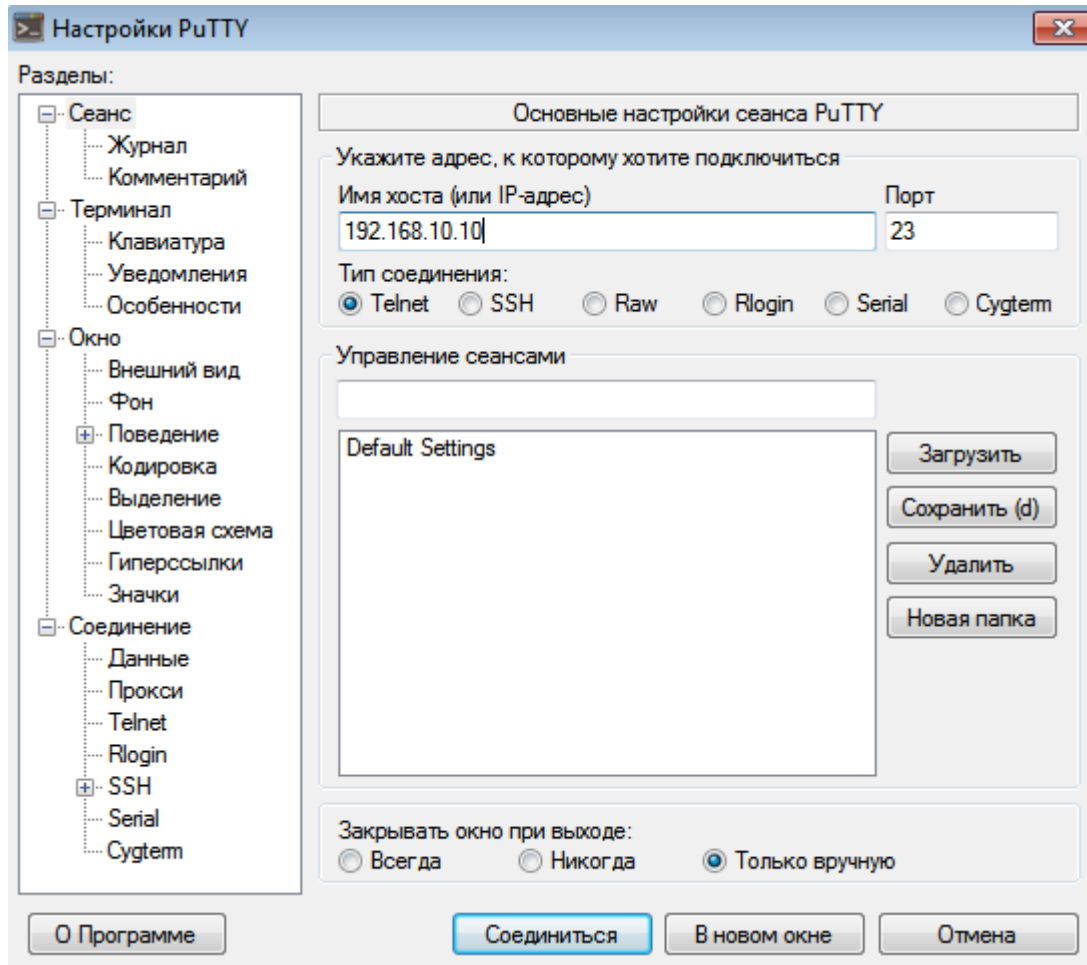 Настройки PuTTY
Разделы:
Сеанс
Журнал
Комментарий
Терминал
Клавиатура
Уведомления
Особенности
Окно
Внешний вид
Фон
Поведение
Кодировка
Выделение
Цветовая схема
Гиперссылки
Значки
Соединение
Данные
Прокси
Telnet
Rlogin
SSH
Serial
Cygterm
Основные настройки сеанса PuTTY
Укажите адрес, к которому хотите подключиться
Имя хоста (или IP-адрес) Порт
192.168.10.10 23
Тип соединения:
Telnet SSH Raw Rlogin Serial Cygterm
Управление сеансами
Default Settings
Загрузить
Сохранить (d)
Удалить
Новая папка
Закрывать окно при выходе:
Всегда Никогда Только вручную
О Программе Соединиться В новом окне Отмена